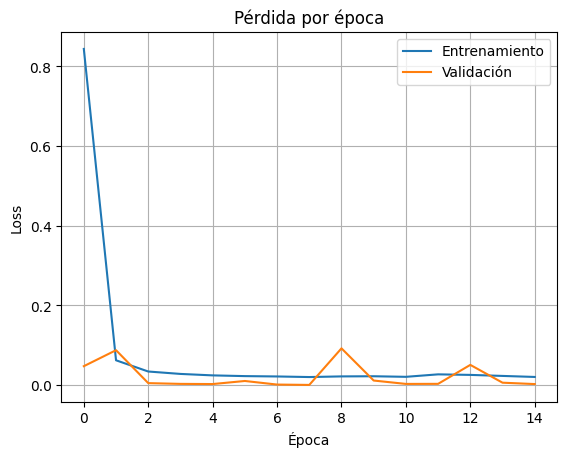 Pérdida por época
Entrenamiento
Validación
0.8
0.6
0.4
0.2
0.0
Loss
0 2 4 6 8 10 12 14
Época